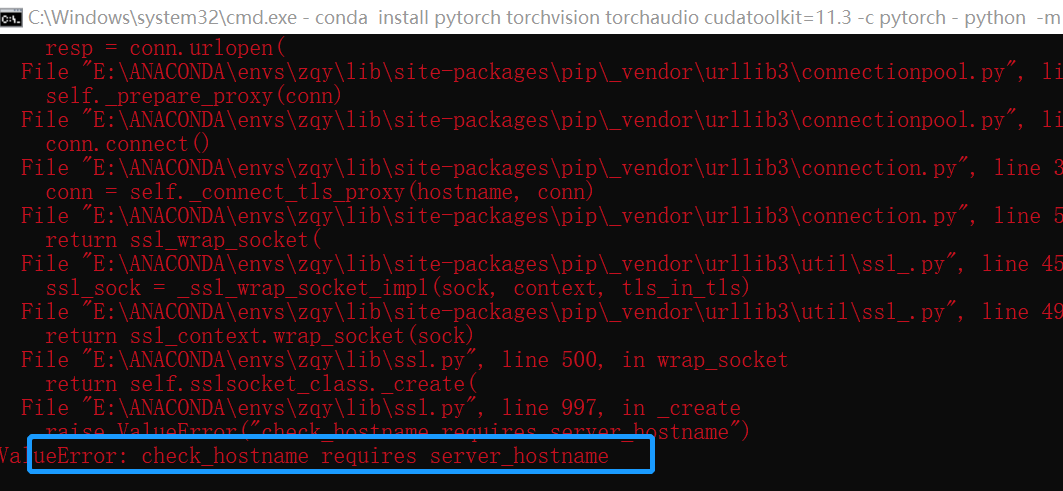 C:\Windows\system32\cmd.exe - conda  install pytorch torchvision torchaudio cudatoolkit=11.3 -c pytorch - python  -m
resp = conn.urlopen(
File "E:\ANACONDA\envs\zqy\lib\site-packages\pip\_vendor\urllib3\connectionpool.py", li
self._prepare_proxy(conn)
File "E:\ANACONDA\envs\zqy\lib\site-packages\pip\_vendor\urllib3\connectionpool.py", li
conn.connect()
File "E:\ANACONDA\envs\zqy\lib\site-packages\pip\_vendor\urllib3\connection.py", line 3
conn = self._connect_tls_proxy(hostname, conn)
File "E:\ANACONDA\envs\zqy\lib\site-packages\pip\_vendor\urllib3\connection.py", line 5
return ssl_wrap_socket(
File "E:\ANACONDA\envs\zqy\lib\site-packages\pip\_vendor\urllib3\util\ssl_.py", line 45
ssl_sock = _ssl_wrap_socket_impl(sock, context, tls_in_tls)
File "E:\ANACONDA\envs\zqy\lib\site-packages\pip\_vendor\urllib3\util\ssl_.py", line 49
return ssl_context.wrap_socket(sock)
File "E:\ANACONDA\envs\zqy\lib\ssl.py", line 500, in wrap_socket
return self.sslsocket_class._create(
File "E:\ANACONDA\envs\zqy\lib\ssl.py", line 997, in _create
raise ValueError("check_hostname requires server_hostname")
ValueError: check_hostname requires server_hostname